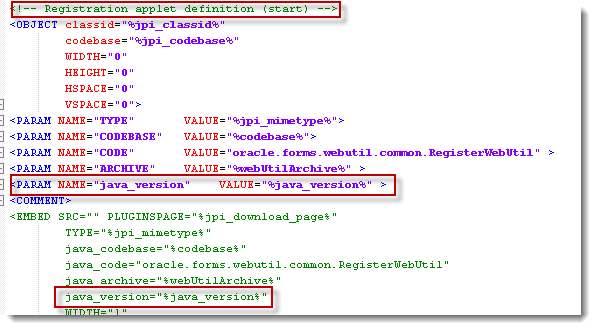 <!-- Registration applet definition (start) -->
<OBJECT classid="%jpi_classid%"
codebase="%jpi_codebase%"
WIDTH="0"
HEIGHT="0"
HSPACE="0"
VSPACE="0">
<PARAM NAME="TYPE" VALUE="%jpi_mimetype%">
<PARAM NAME="CODEBASE" VALUE="%codebase%">
<PARAM NAME="CODE" VALUE="oracle.forms.webutil.common.RegisterWebUtil" >
<PARAM NAME="ARCHIVE" VALUE="%webUtilArchive%" >
<PARAM NAME="java_version" VALUE="%java_version%" >
<COMMENT>
<EMBED SRC="" PLUGINSPAGE="%jpi_download_page%"
TYPE="%jpi_mimetype%"
java_codebase="%codebase%"
java_code="oracle.forms.webutil.common.RegisterWebUtil"
java_archive="%webUtilArchive%"
java_version="%java_version%"
WIDTH="1"